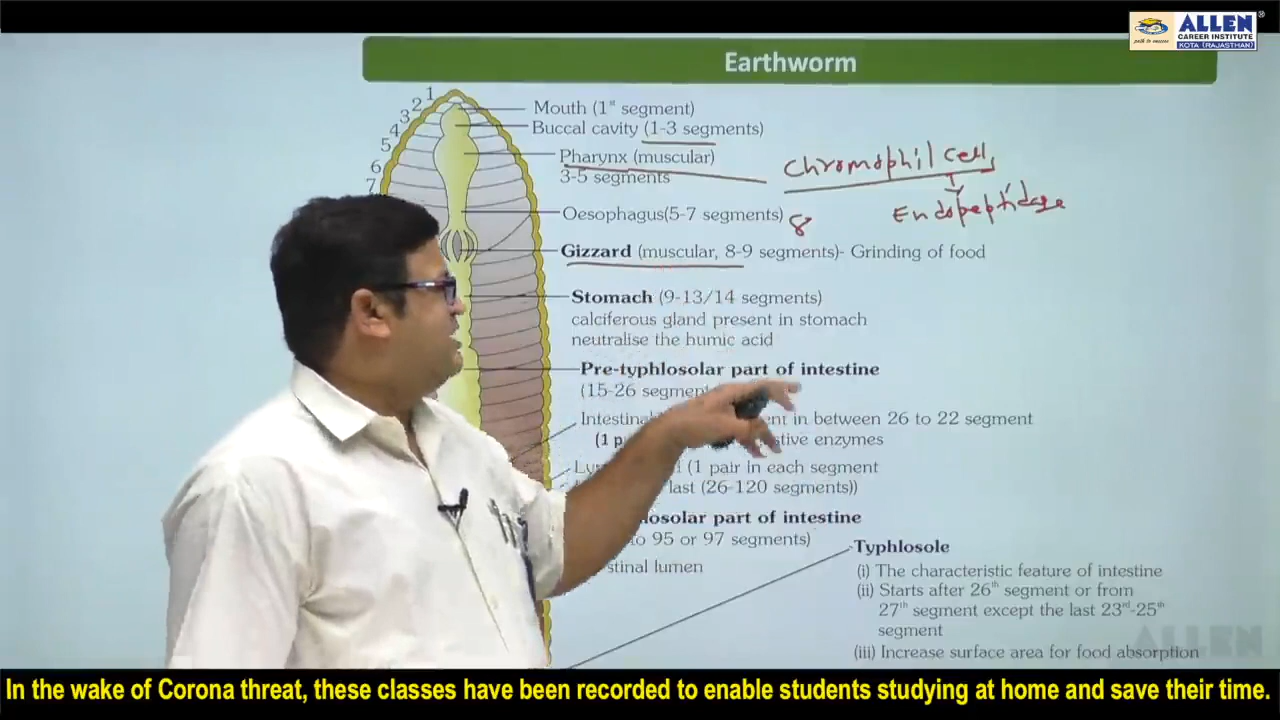 ALLEN
CAREER INSTITUTE
KOTA (RAJASTHAN)
Earthworm
1
2
3
4
5
6
7
Mouth (1st segment)
Buccal cavity (1-3 segments)
Pharynx (muscular)
3-5 segments
Chromophil cell,
Endopeptidase
Oesophagus(5-7 segments)
8
Gizzard (muscular, 8-9 segments)- Grinding of food
Stomach (9-13/14 segments)
calciferous gland present in stomach
neutralise the humic acid
Pre-typhlosolar part of intestine
(15-26 segment
Intestina ent in between 26 to 22 segment
(1 p stive enzymes
(1 pair in each segment
last (26-120 segments))
losolar part of intestine
to 95 or 97 segments)
stinal lumen
Typhlosole
(i) The characteristic feature of intestine
(ii) Starts after 26th segment or from
27th segment except the last 23rd-25th
segment
(iii) Increase surface area for food absorption
ALLEN
In the wake of Corona threat, these classes have been recorded to enable students studying at home and save their time.